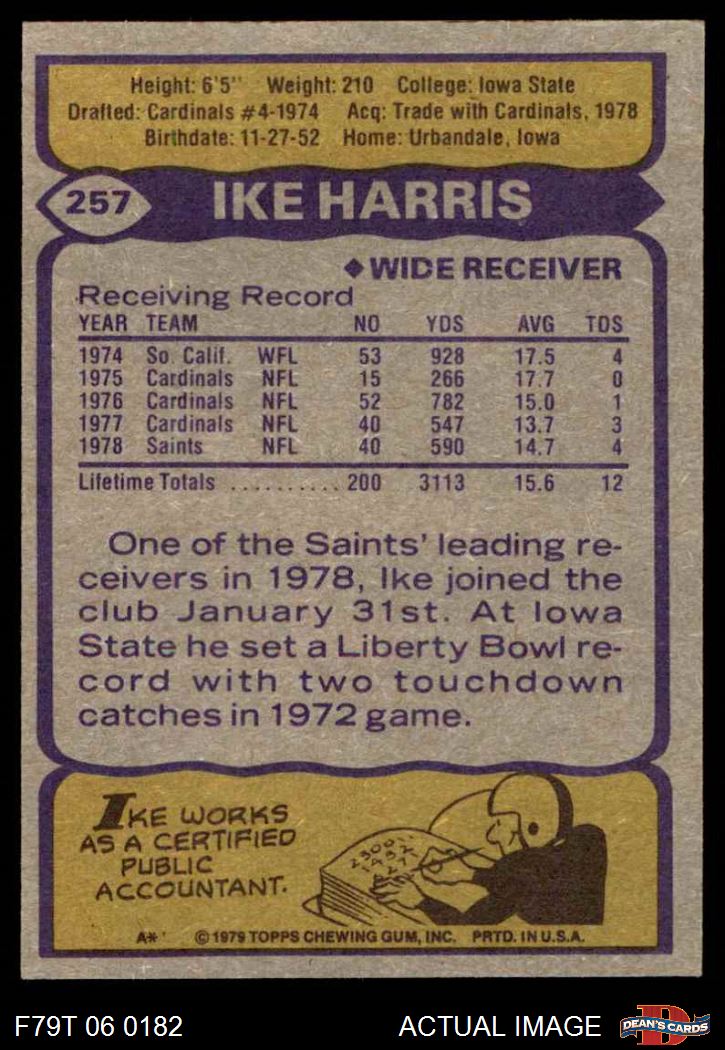 Height: 6'5'' Weight: 210 College: Iowa State
Drafted: Cardinals #4-1974 Acq: Trade with Cardinals, 1978
Birthdate: 11-27-52 Home: Urbandale, Iowa
257 IKE HARRIS
◆WIDE RECEIVER
Receiving Record
YEAR TEAM NO YDS AVG TDS
1974 So. Calif. WFL 53 928 17.5 4
1975 Cardinals NFL 15 266 17.7 0
1976 Cardinals NFL 52 782 15.0 1
1977 Cardinals NFL 40 547 13.7 3
1978 Saints NFL 40 590 14.7 4
Lifetime Totals .......... 200 3113 15.6 12
One of the Saints' leading re-
ceivers in 1978, Ike joined the
club January 31st. At Iowa
State he set a Liberty Bowl re-
cord with two touchdown
catches in 1972 game.
IKE WORKS
AS A CERTIFIED
PUBLIC
ACCOUNTANT.
A* © 1979 TOPPS CHEWING GUM, INC. PRTD. IN U.S.A.
F79T 06 0182 ACTUAL IMAGE D DEAN'S CARDS